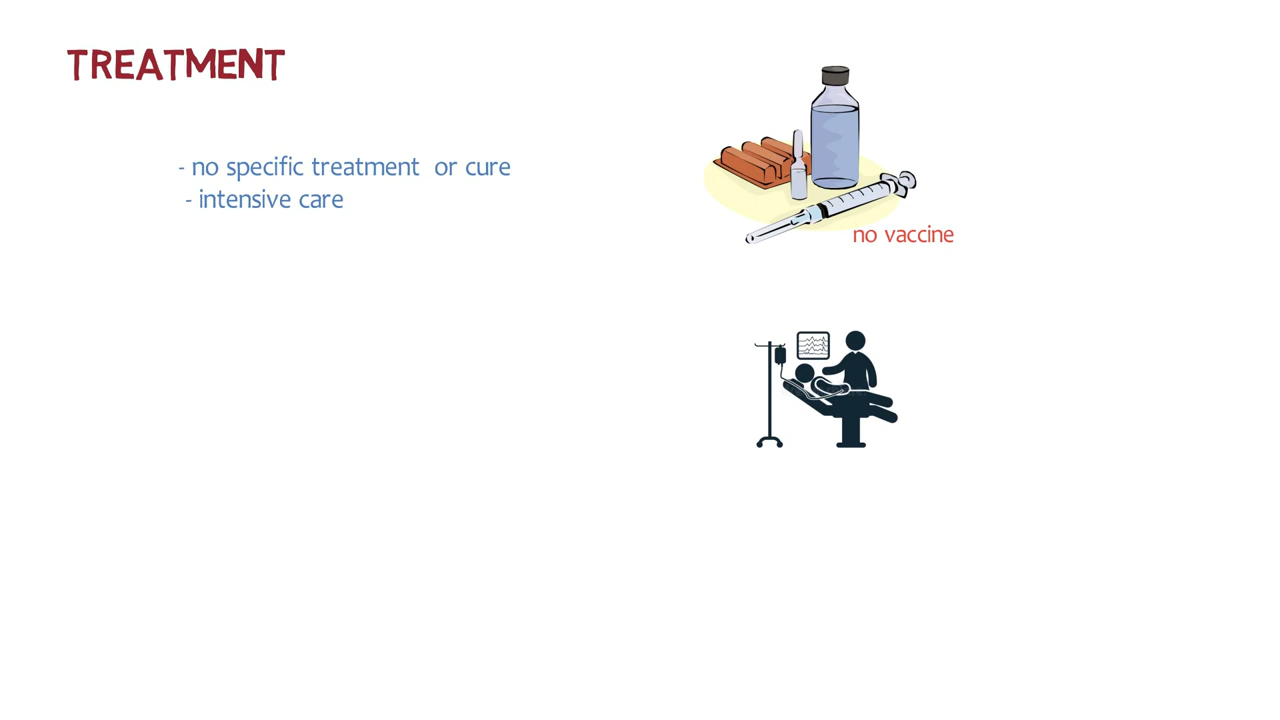 TREATMENT
- no specific treatment or cure
- intensive care
no vaccine